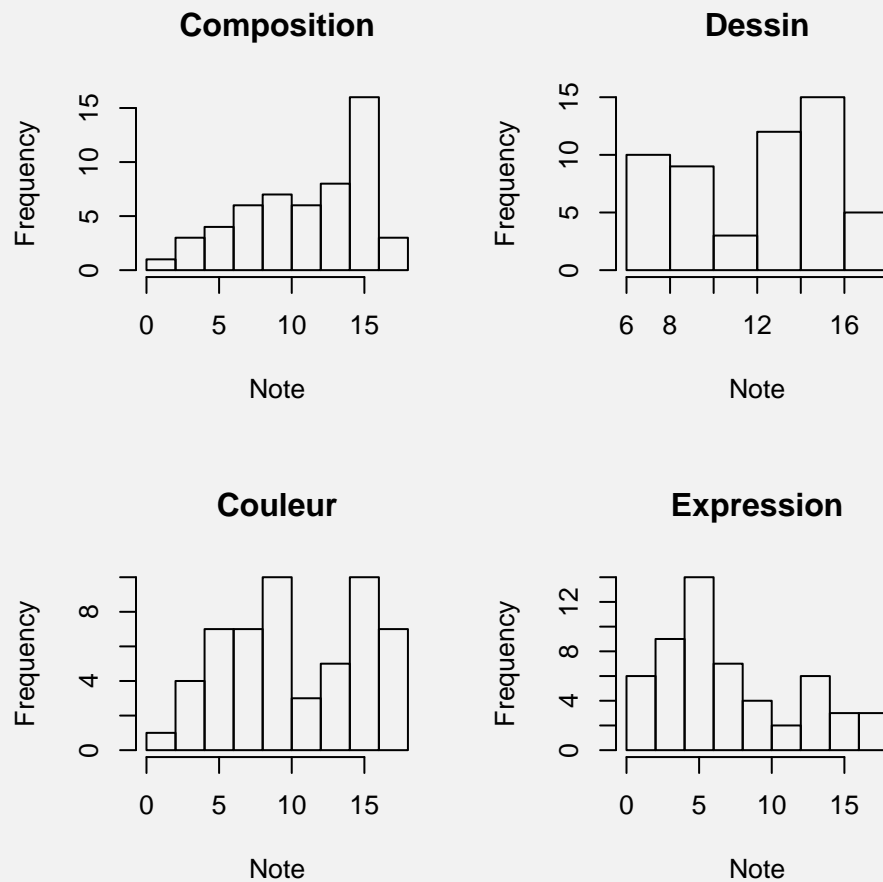 Composition
Frequency
0 5 10 15
0 5 10 15
Note
Dessin
Frequency
0 5 10 15
6 8 12 16
Note
Couleur
Frequency
0 4 8
0 5 10 15
Note
Expression
Frequency
0 4 8 12
0 5 10 15
Note